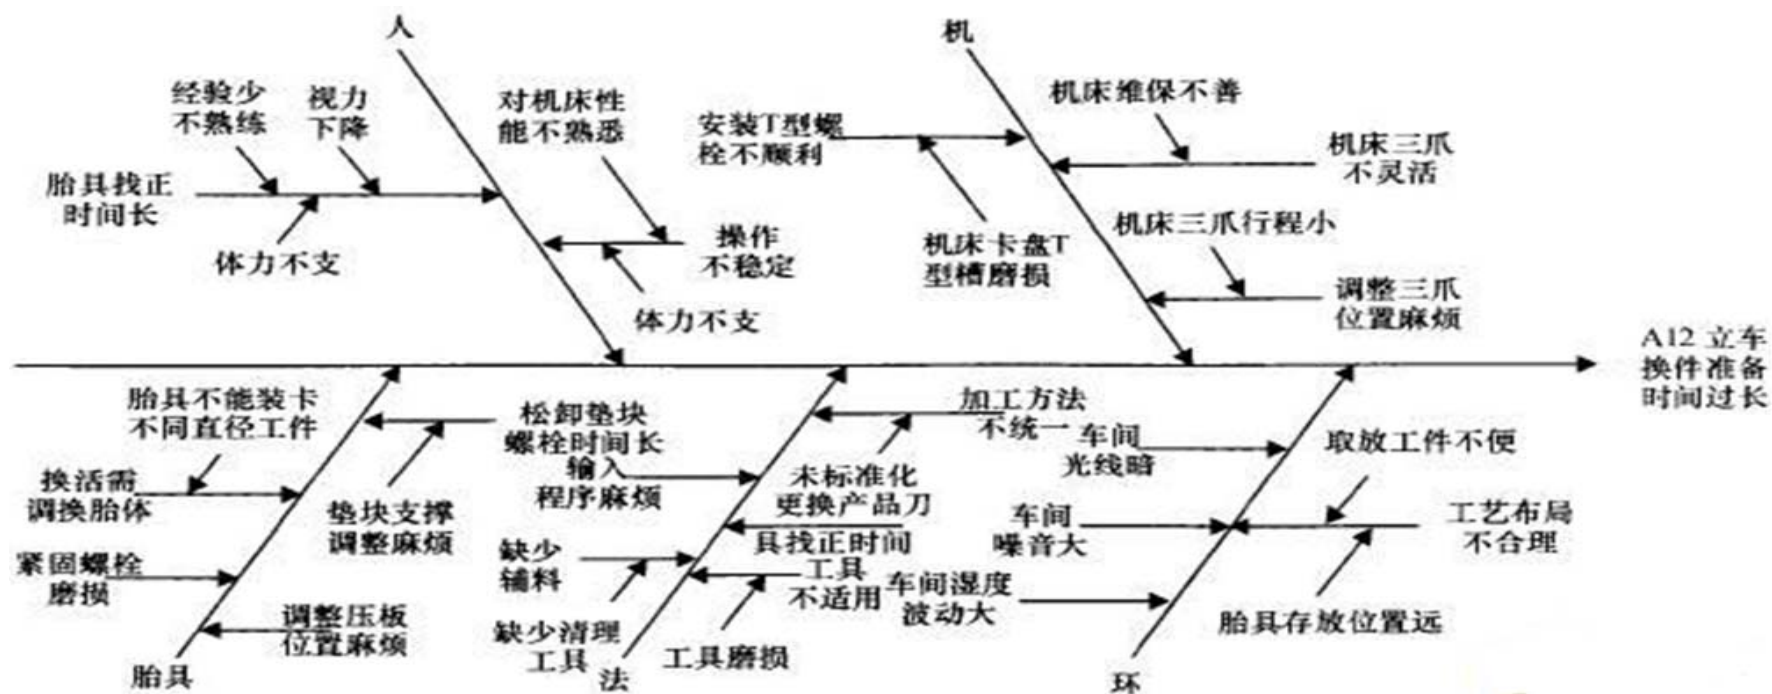 人
机
经验少
不熟练
视力
下降
对机床性
能不熟悉
安装T型螺
栓不顺利
机床维保不善
机床三爪
不灵活
胎具找正
时间长
体力不支
操作
不稳定
体力不支
机床卡盘T
型槽磨损
机床三爪行程小
调整三爪
位置麻烦
A12 立车
换件准备
时间过长
胎具不能装卡
不同直径工件
换活需
调换胎体
紧固螺栓
磨损
调整压板
位置麻烦
胎具
垫块支撑
调整麻烦
松卸垫块
螺栓时间长
输入
程序麻烦
缺少
辅料
缺少清理
工具
法
工具磨损
加工方法
不统一
未标准化
更换产品刀
具找正时间
工具
不适用
车间
光线暗
车间
噪音大
车间湿度
波动大
环
取放工件不便
工艺布局
不合理
胎具存放位置远